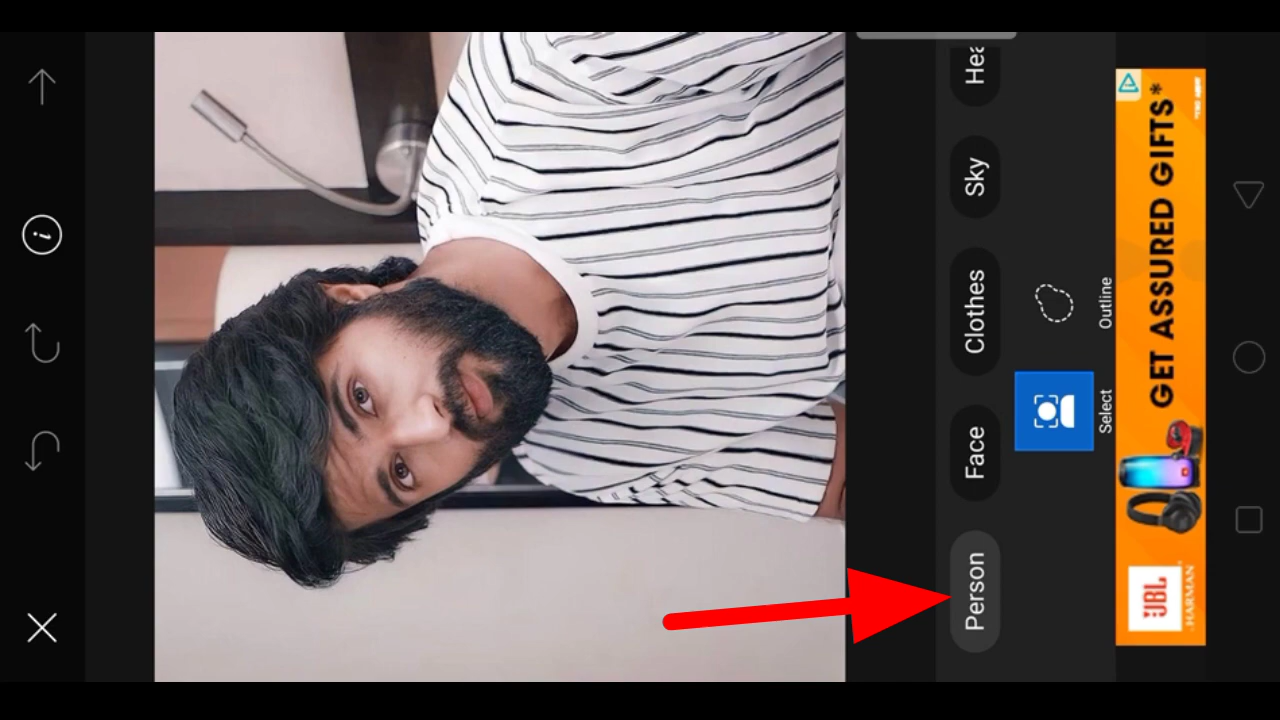 Person Face Clothes Sky Hea
Select Outline
JBL GET ASSURED GIFTS*
HARMAN